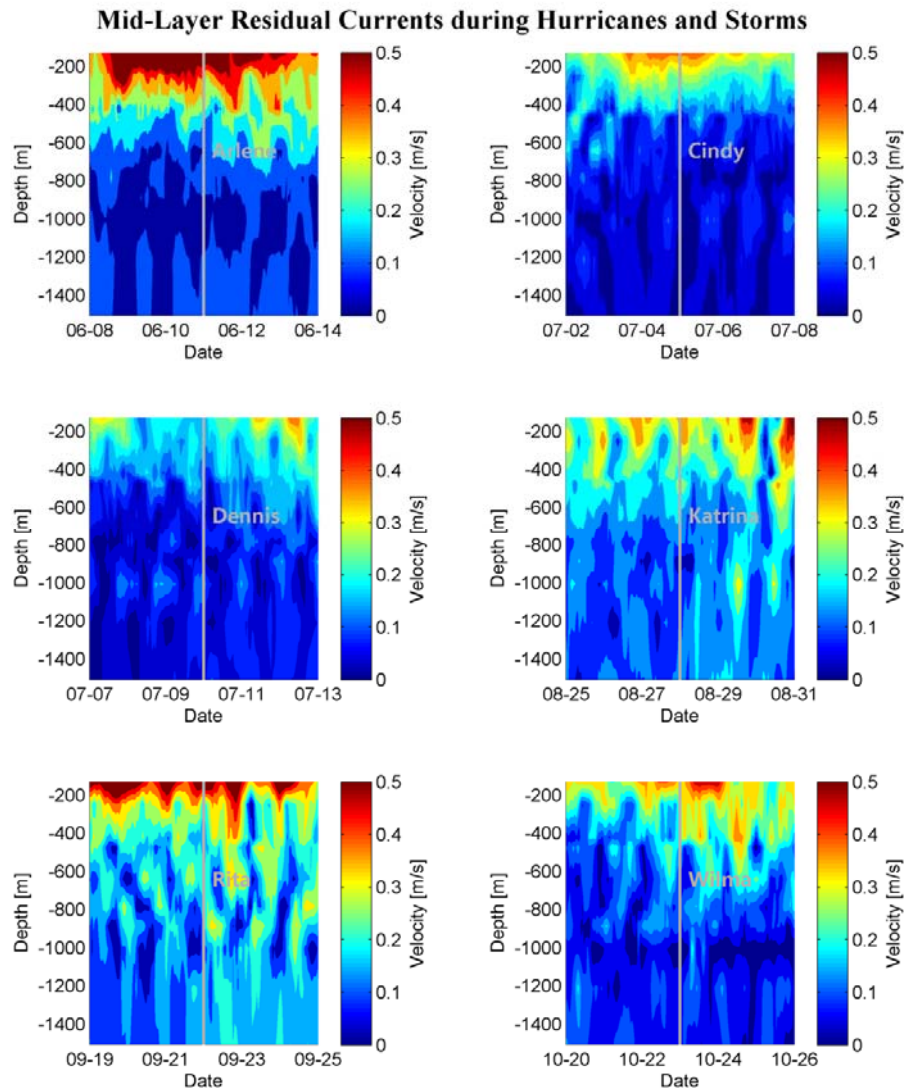 Mid-Layer Residual Currents during Hurricanes and Storms
-200
-400
-600
-800
-1000
-1200
-1400
Depth [m]
06-08 06-10 06-12 06-14
Date
Arlene
0.5
0.4
0.3
0.2
0.1
0
Velocity [m/s]
-200
-400
-600
-800
-1000
-1200
-1400
Depth [m]
07-02 07-04 07-06 07-08
Date
Cindy
0.5
0.4
0.3
0.2
0.1
0
Velocity [m/s]
-200
-400
-600
-800
-1000
-1200
-1400
Depth [m]
07-07 07-09 07-11 07-13
Date
Dennis
0.5
0.4
0.3
0.2
0.1
0
Velocity [m/s]
-200
-400
-600
-800
-1000
-1200
-1400
Depth [m]
08-25 08-27 08-29 08-31
Date
Katrina
0.5
0.4
0.3
0.2
0.1
0
Velocity [m/s]
-200
-400
-600
-800
-1000
-1200
-1400
Depth [m]
09-19 09-21 09-23 09-25
Date
Rita
0.5
0.4
0.3
0.2
0.1
0
Velocity [m/s]
-200
-400
-600
-800
-1000
-1200
-1400
Depth [m]
10-20 10-22 10-24 10-26
Date
Wilma
0.5
0.4
0.3
0.2
0.1
0
Velocity [m/s]